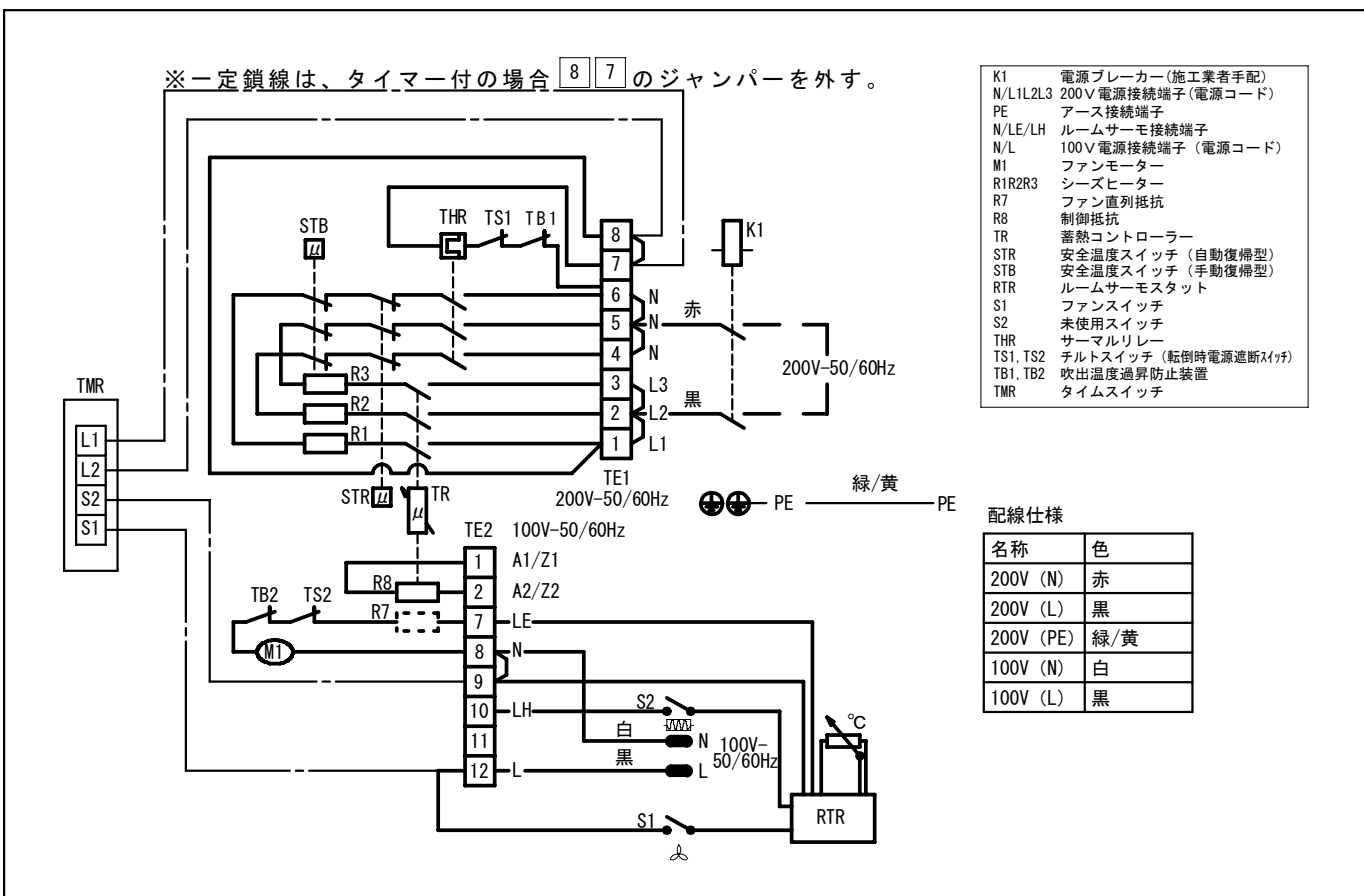 ※一定鎖線は、タイマー付の場合 8 7 のジャンパーを外す。
K1 電源ブレーカー(施工業者手配)
N/L1L2L3 200V電源接続端子(電源コード)
PE アース接続端子
N/LE/LH ルームサーモ接続端子
N/L 100V電源接続端子 (電源コード)
M1 ファンモーター
R1R2R3 シーズヒーター
R7 ファン直列抵抗
R8 制御抵抗
TR 蓄熱コントローラー
STR 安全温度スイッチ (自動復帰型)
STB 安全温度スイッチ (手動復帰型)
RTR ルームサーモスタット
S1 ファンスイッチ
S2 未使用スイッチ
THR サーマルリレー
TS1, TS2 チルトスイッチ (転倒時電源遮断スイッチ)
TB1, TB2 吹出温度過昇防止装置
TMR タイムスイッチ
STB
μ
THR TS1 TB1
K1
8
7
6 N
5 N 赤
4 N
3 L3
2 L2 黒
1 L1
200V-50/60Hz
R3
R2
R1
TMR
L1
L2
S2
S1
STR μ
TR
μ
TE1
200V-50/60Hz
PE 緑/黄 PE
TE2 100V-50/60Hz
1 A1/Z1
2 A2/Z2
7 LE
8 N
9
10 LH
11
12 L
R8
R7
TB2 TS2
M1
S2
白 N
黒 L
100V-
50/60Hz
S1
℃
RTR
配線仕様
名称 色
200V (N) 赤
200V (L) 黒
200V (PE) 緑/黄
100V (N) 白
100V (L) 黒